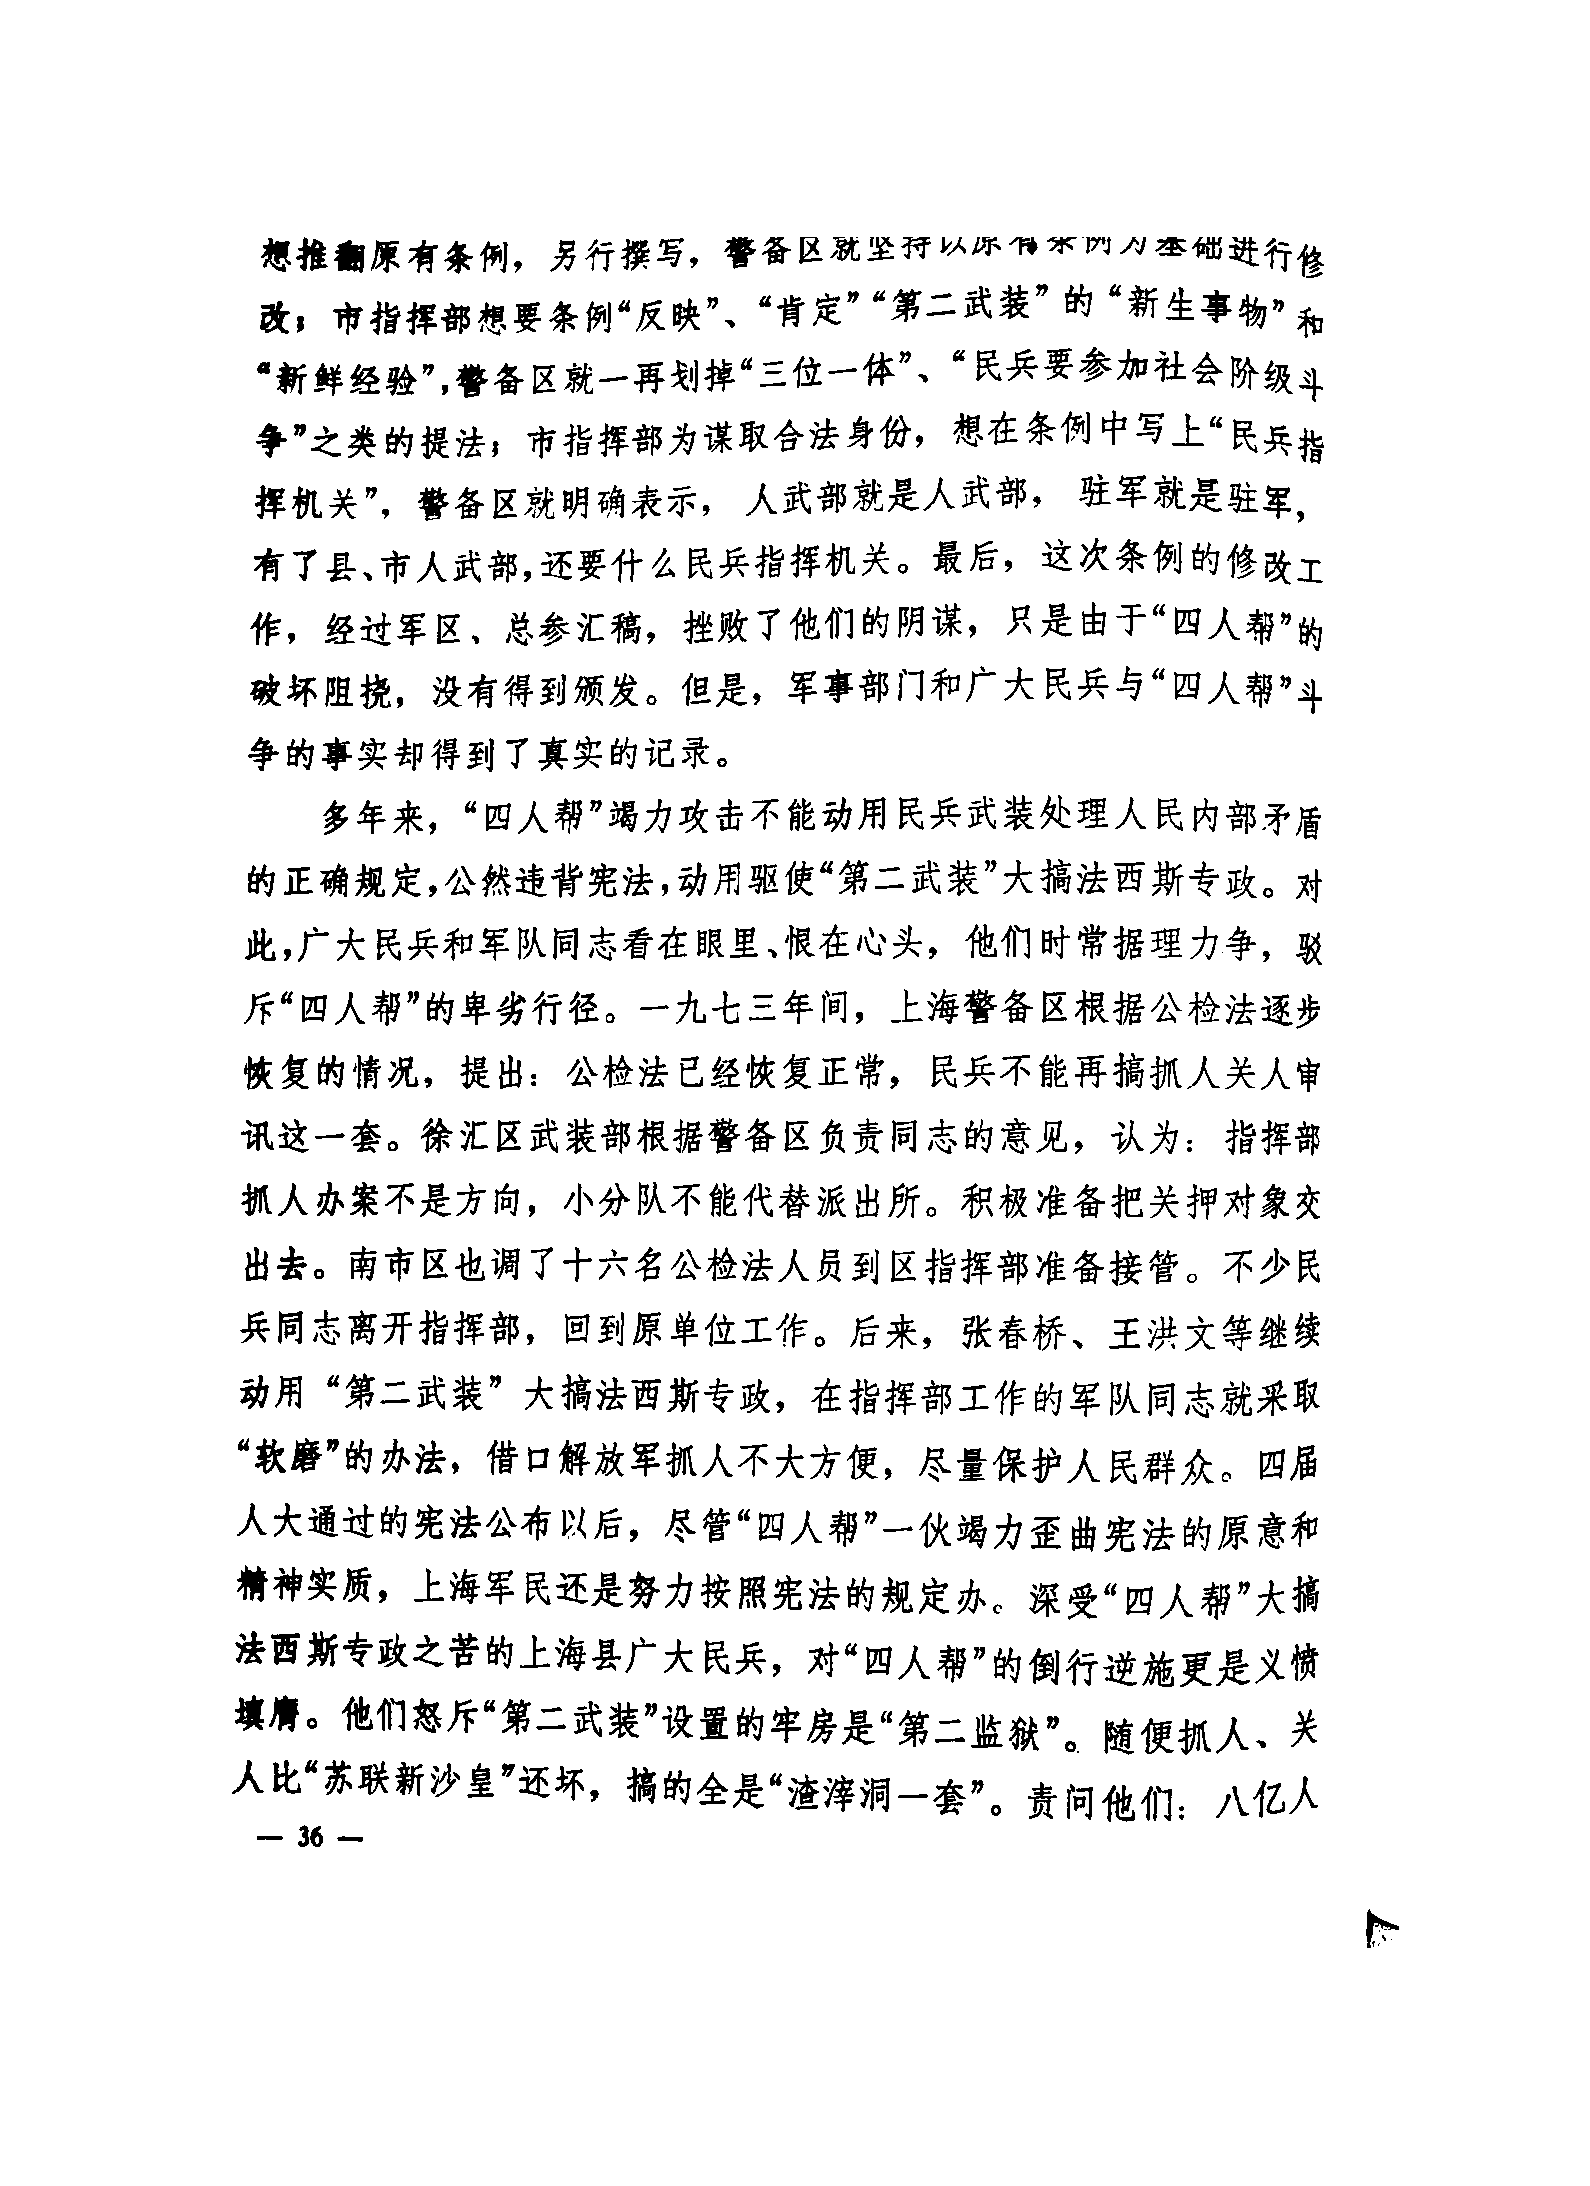 想推翻原有条例，另行撰写，警备区就坚持以原有条例为基础进行修
改；市指挥部想要条例“反映”、“肯定”“第二武装”的“新生事物”和
“新鲜经验”，警备区就一再划掉“三位一体”、“民兵要参加社会阶级斗
争”之类的提法；市指挥部为谋取合法身份，想在条例中写上“民兵指
挥机关”，警备区就明确表示，人武部就是人武部，驻军就是驻军，
有了县、市人武部，还要什么民兵指挥机关。最后，这次条例的修改工
作，经过军区、总参汇稿，挫败了他们的阴谋，只是由于“四人帮”的
破坏阻挠，没有得到颁发。但是，军事部门和广大民兵与“四人帮”斗
争的事实却得到了真实的记录。
多年来，“四人帮”竭力攻击不能动用民兵武装处理人民内部矛盾
的正确规定，公然违背宪法，动用驱使“第二武装”大搞法西斯专政。对
此，广大民兵和军队同志看在眼里、恨在心头，他们时常据理力争，驳
斥“四人帮”的卑劣行径。一九七三年间，上海警备区根据公检法逐步
恢复的情况，提出：公检法已经恢复正常，民兵不能再搞抓人关人审
讯这一套。徐汇区武装部根据警备区负责同志的意见，认为：指挥部
抓人办案不是方向，小分队不能代替派出所。积极准备把关押对象交
出去。南市区也调了十六名公检法人员到区指挥部准备接管。不少民
兵同志离开指挥部，回到原单位工作。后来，张春桥、王洪文等继续
动用“第二武装”大搞法西斯专政，在指挥部工作的军队同志就采取
“软磨”的办法，借口解放军抓人不大方便，尽量保护人民群众。四届
人大通过的宪法公布以后，尽管“四人帮”一伙竭力歪曲宪法的原意和
精神实质，上海军民还是努力按照宪法的规定办。深受“四人帮”大搞
法西斯专政之苦的上海县广大民兵，对“四人帮”的倒行逆施更是义愤
填膺。他们怒斥“第二武装”设置的牢房是“第二监狱”。随便抓人、关
人比“苏联新沙皇”还坏，搞的全是“渣滓洞一套”。责问他们：八亿人
— 36 —